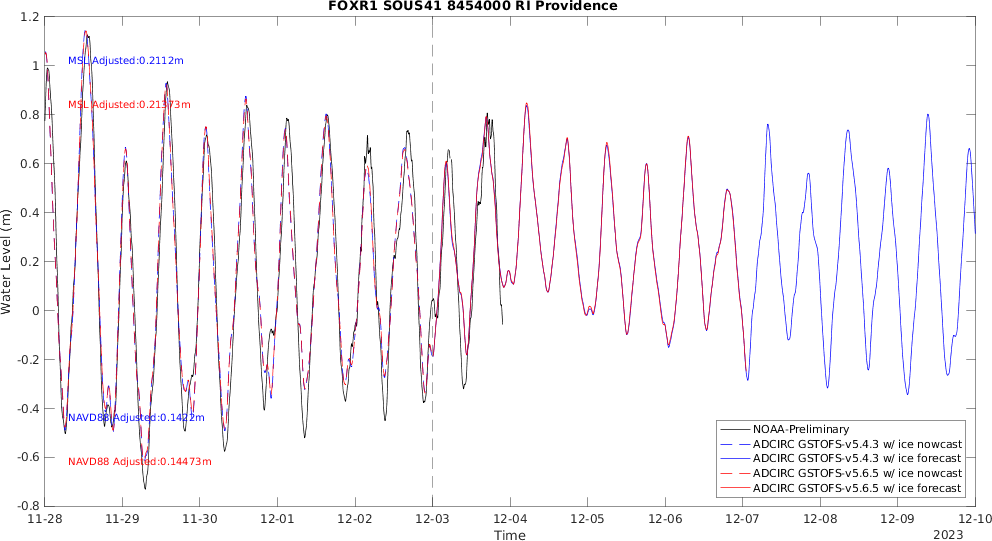 FOXR1 SOUS41 8454000 RI Providence
1.2
1
0.8
0.6
0.4
0.2
0
-0.2
-0.4
-0.6
-0.8
Water Level (m)
MSL Adjusted:0.2112m
MSL Adjusted:0.21373m
NAVD88 Adjusted:0.1422m
NAVD88 Adjusted:0.14473m
NOAA-Preliminary
ADCIRC GSTOFS-v5.4.3 w/ ice nowcast
ADCIRC GSTOFS-v5.4.3 w/ ice forecast
ADCIRC GSTOFS-v5.6.5 w/ ice nowcast
ADCIRC GSTOFS-v5.6.5 w/ ice forecast
11-28 11-29 11-30 12-01 12-02 12-03 12-04 12-05 12-06 12-07 12-08 12-09 12-10
Time
2023